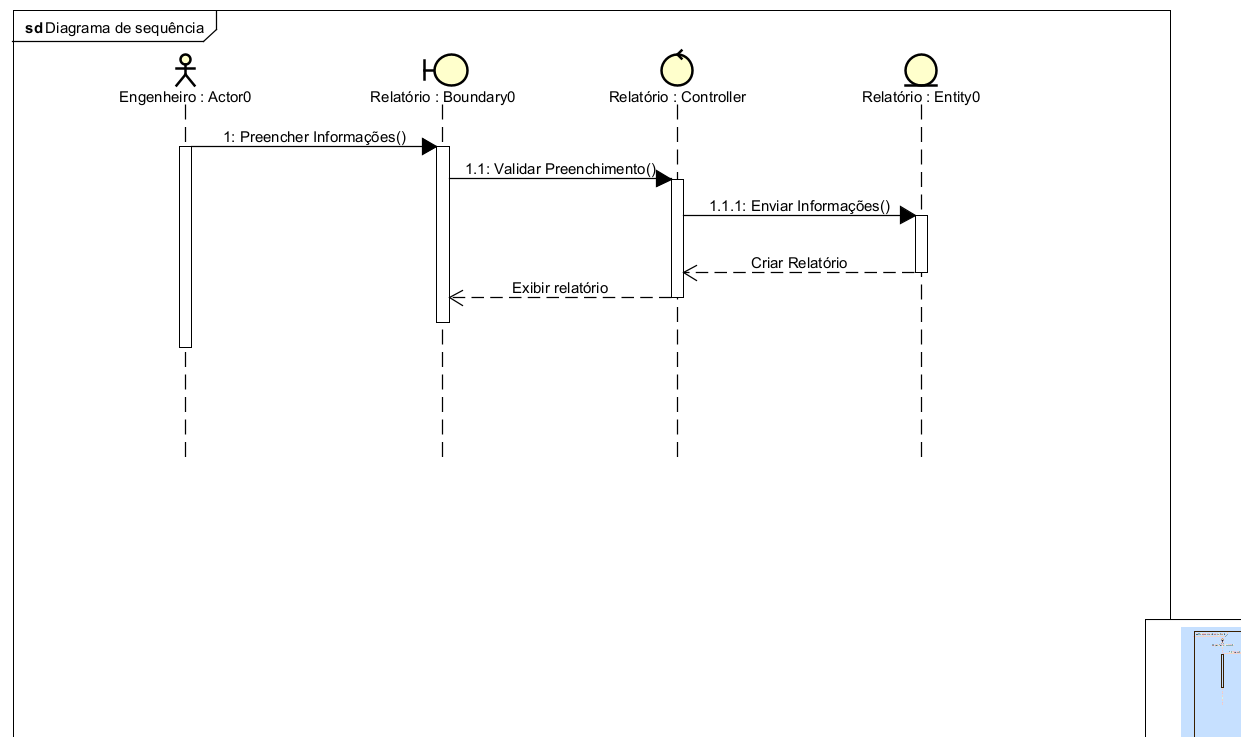 sd Diagrama de sequência
Engenheiro : Actor0
Relatório : Boundary0
Relatório : Controller
Relatório : Entity0
1: Preencher Informações()
1.1: Validar Preenchimento()
1.1.1: Enviar Informações()
Criar Relatório
Exibir relatório